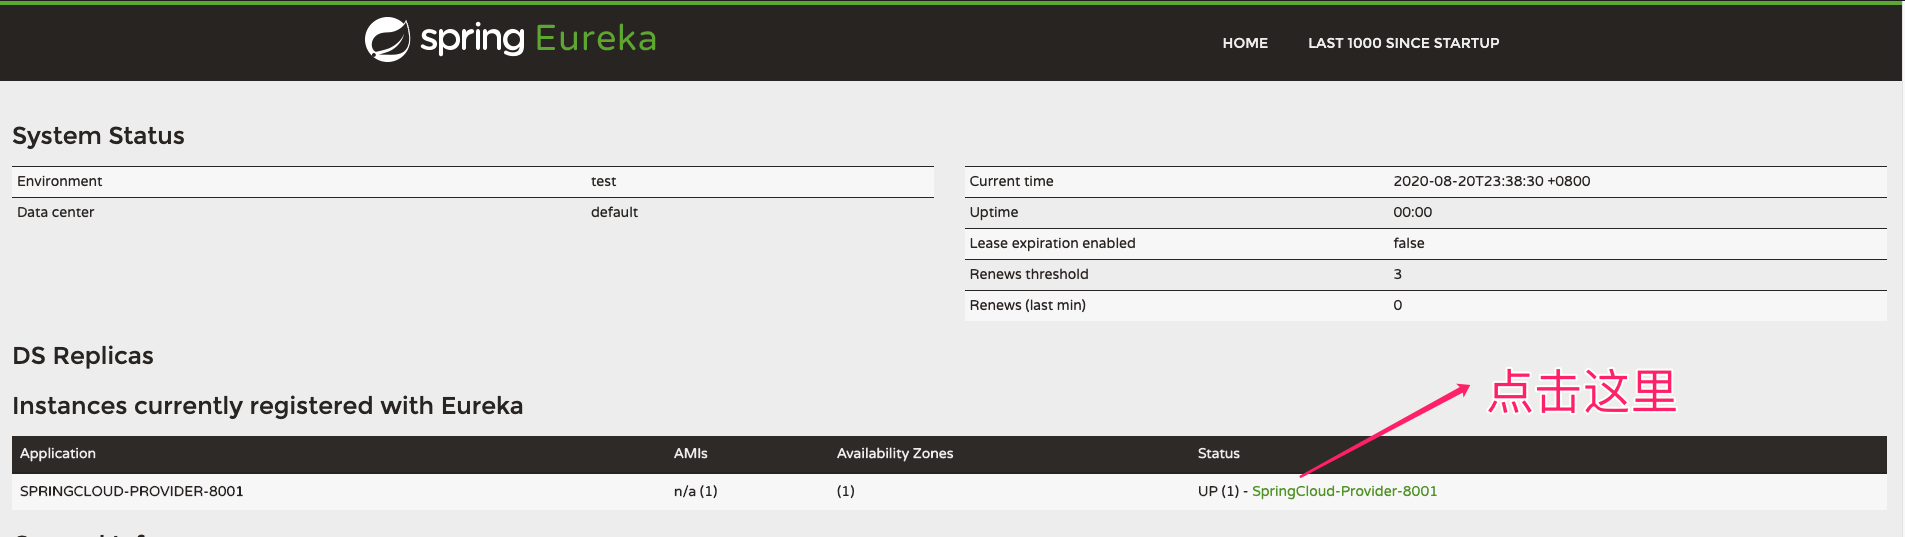 spring Eureka
HOME LAST 1000 SINCE STARTUP
System Status
Environment test
Data center default
Current time 2020-08-20T23:38:30 +0800
Uptime 00:00
Lease expiration enabled false
Renews threshold 3
Renews (last min) 0
DS Replicas
点击这里
Instances currently registered with Eureka
Application AMIs Availability Zones Status
SPRINGCLOUD-PROVIDER-8001 n/a (1) (1) UP (1) - SpringCloud-Provider-8001